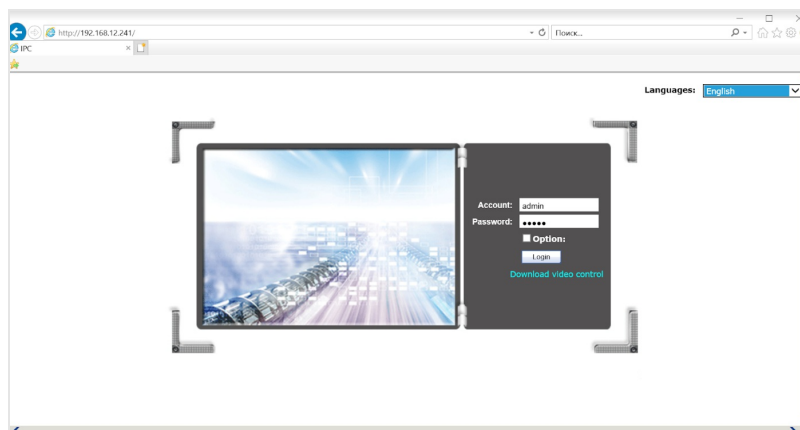 http://192.168.12.241/
Поиск...
IPC
Languages: English
Account: admin
Password: •••••
Option:
Login
Download video control